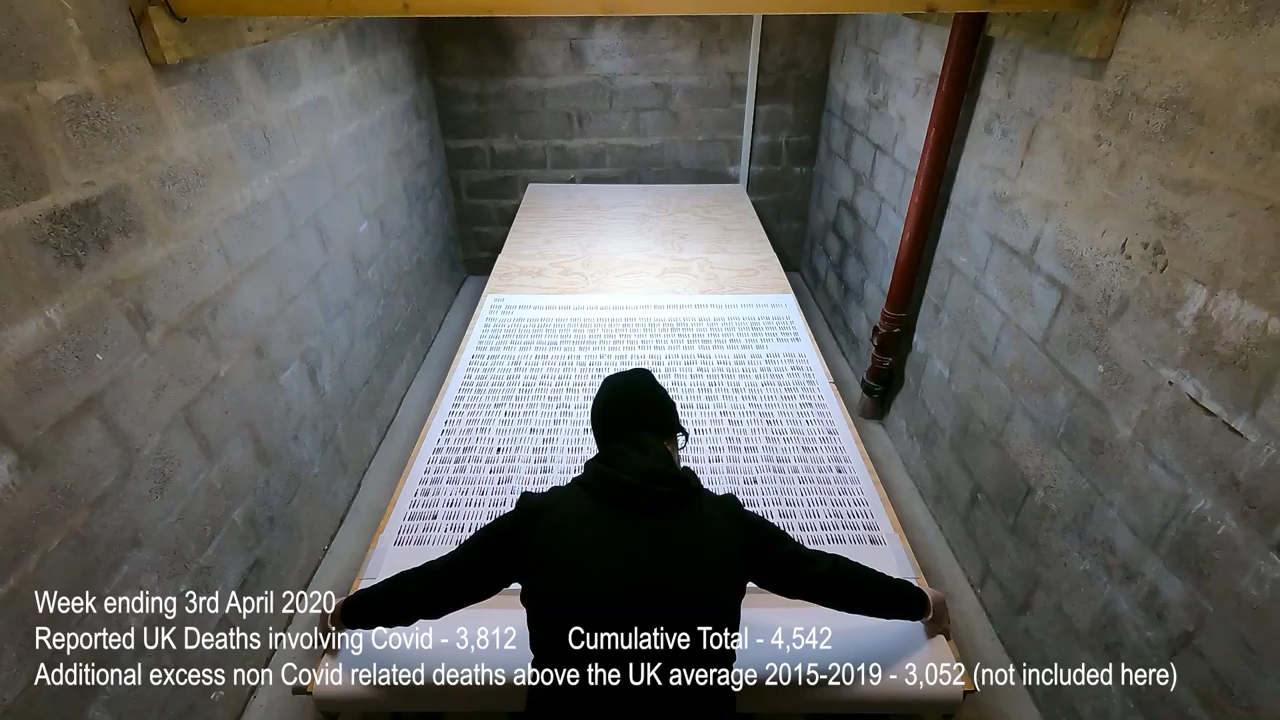 Week ending 3rd April 2020
Reported UK Deaths involving Covid - 3,812 Cumulative Total - 4,542
Additional excess non Covid related deaths above the UK average 2015-2019 - 3,052 (not included here)